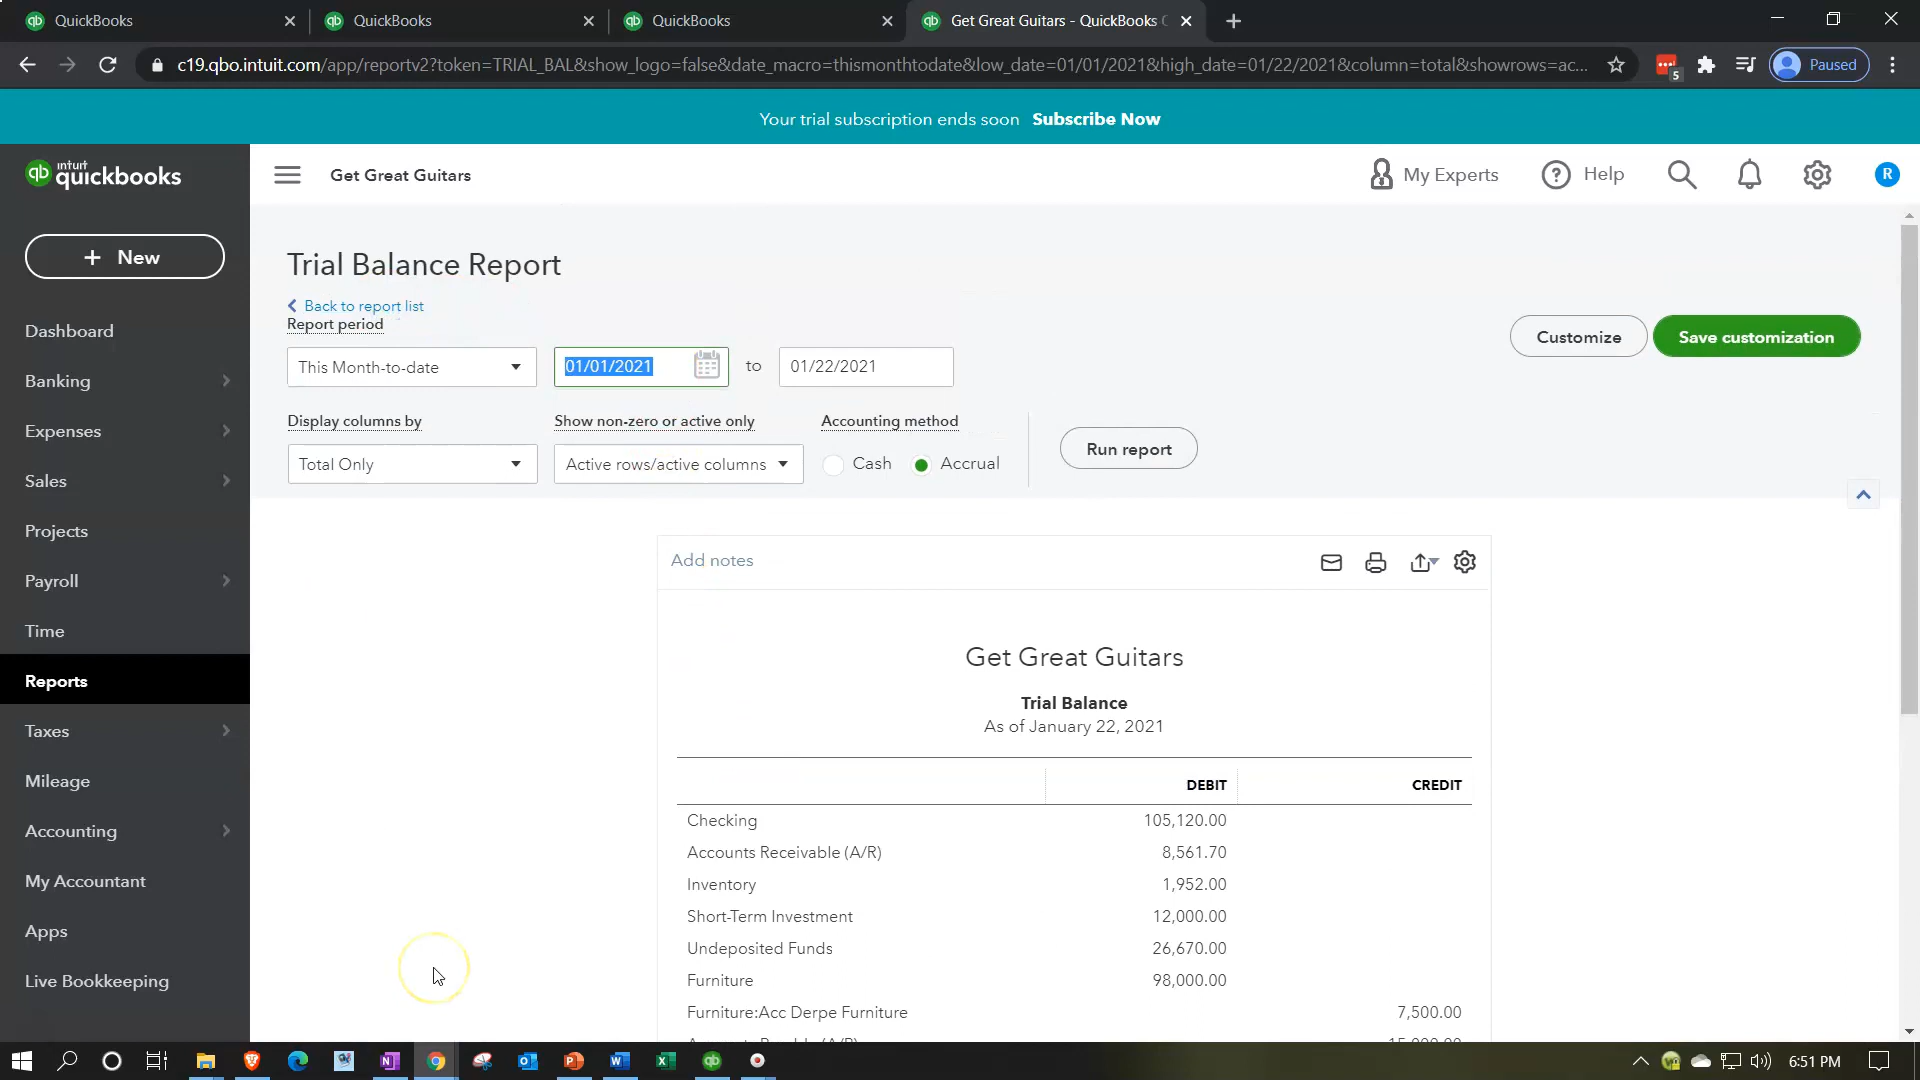 QuickBooks
QuickBooks
QuickBooks
Get Great Guitars - QuickBooks
c19.qbo.intuit.com/app/reportv2?token=TRIAL_BAL&show_logo=false&date_macro=thismonthtodate&low_date=01/01/2021&high_date=01/22/2021&column=total&showrows=ac...
5
Paused
Your trial subscription ends soon Subscribe Now
qb intuit quickbooks
Get Great Guitars
My Experts
Help
R
+ New
Dashboard
Banking
Expenses
Sales
Projects
Payroll
Time
Reports
Taxes
Mileage
Accounting
My Accountant
Apps
Live Bookkeeping
Trial Balance Report
Back to report list
Report period
This Month-to-date
01/01/2021
to
01/22/2021
Customize
Save customization
Display columns by
Show non-zero or active only
Accounting method
Total Only
Active rows/active columns
Cash
Accrual
Run report
Add notes
Get Great Guitars
Trial Balance
As of January 22, 2021
DEBIT CREDIT
Checking 105,120.00
Accounts Receivable (A/R) 8,561.70
Inventory 1,952.00
Short-Term Investment 12,000.00
Undeposited Funds 26,670.00
Furniture 98,000.00
Furniture:Acc Derpe Furniture 7,500.00
6:51 PM